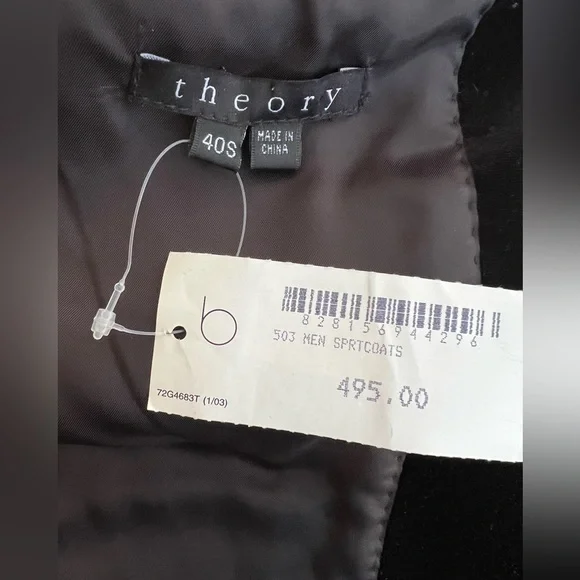 theory
40S
MADE IN
CHINA
b
828156944296
503 MEN SPRTCOATS
495.00
72G4683T (1/03)